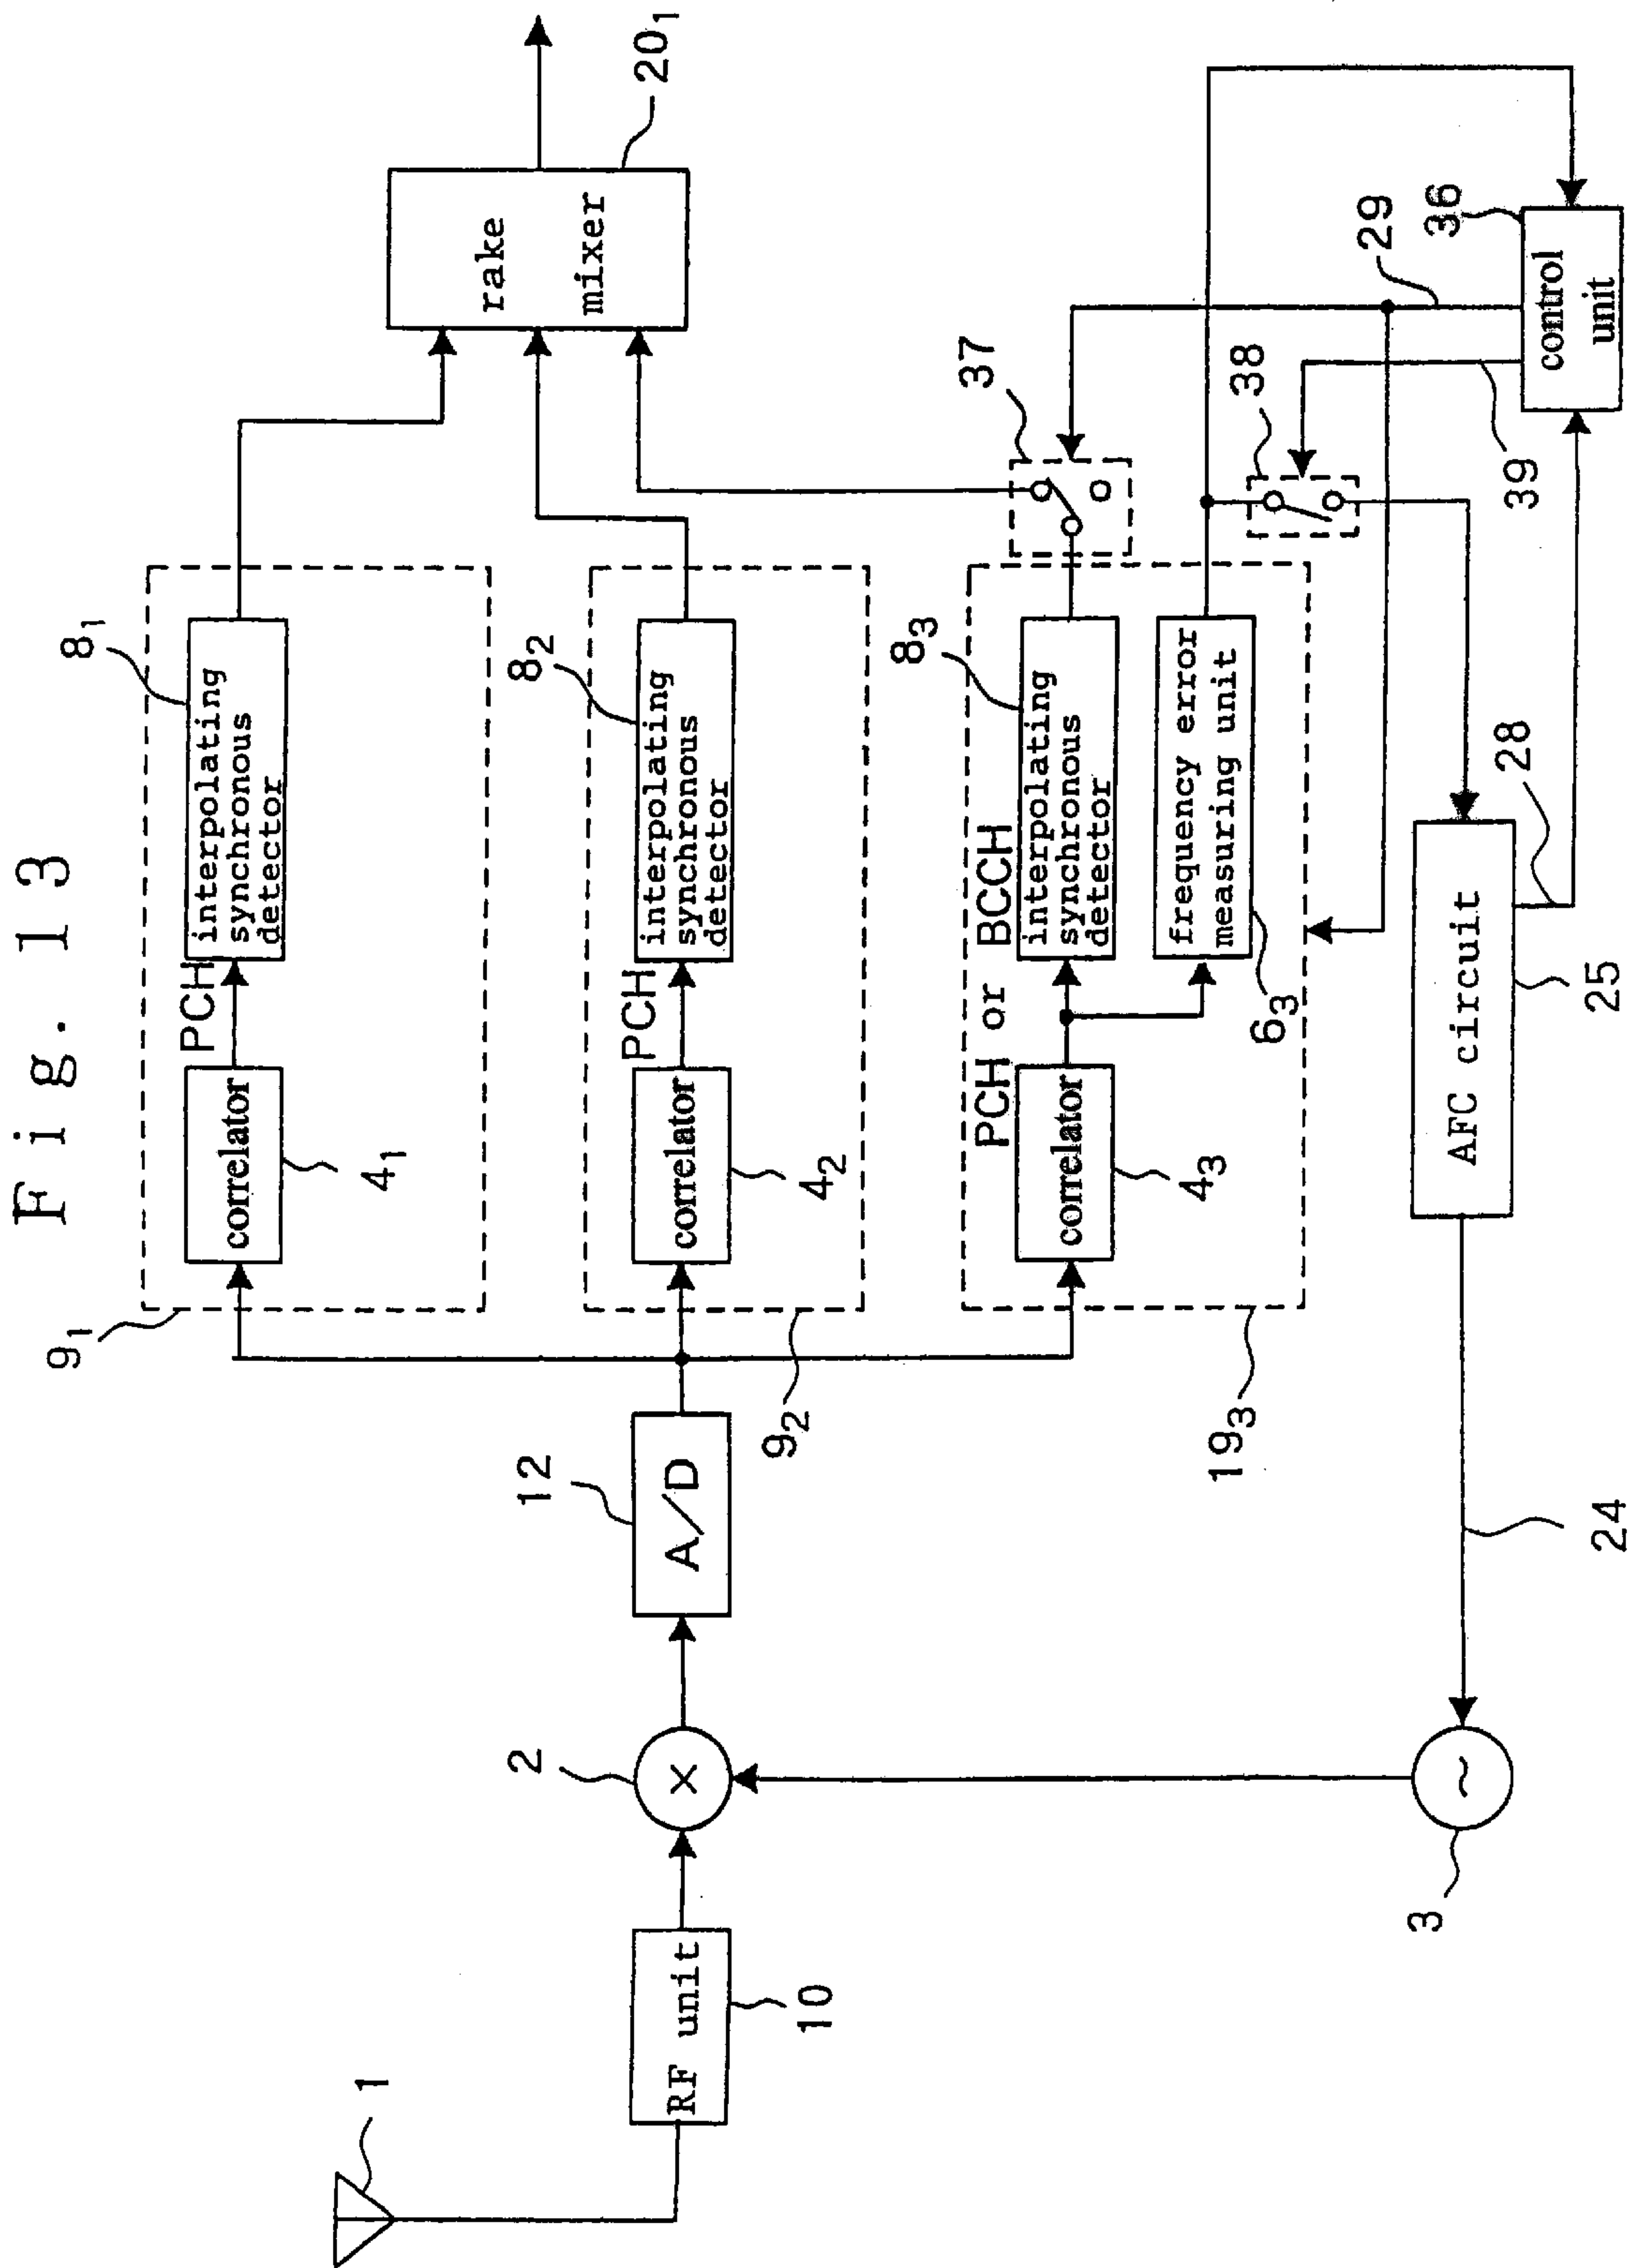 Fig. 13
1
RF unit
10
2
×
3
~
24
12
A/D
9₁
correlator
4₁
PCH
interpolating
synchronous
detector
8₁
9₂
correlator
4₂
PCH
interpolating
synchronous
detector
8₂
19₃
correlator
4₃
PCH or BCCH
interpolating
synchronous
detector
8₃
frequency error
measuring unit
6₃
rake
mixer
20₁
37
38
39
29
36
control
unit
AFC circuit
25
28